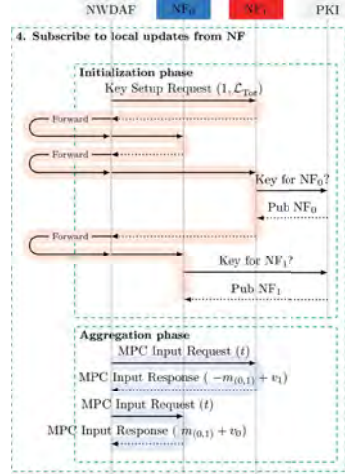 NWDAF NF₀ NF₁ PKI
4. Subscribe to local updates from NF
Initialization phase
Key Setup Request (1, 𝓛_Tot)
Forward
Forward
Key for NF₀?
Pub NF₀
Forward
Key for NF₁?
Pub NF₁
Aggregation phase
MPC Input Request (t)
MPC Input Response ( −m₍₀,₁₎ + v₁)
MPC Input Request (t)
MPC Input Response ( m₍₀,₁₎ + v₀)